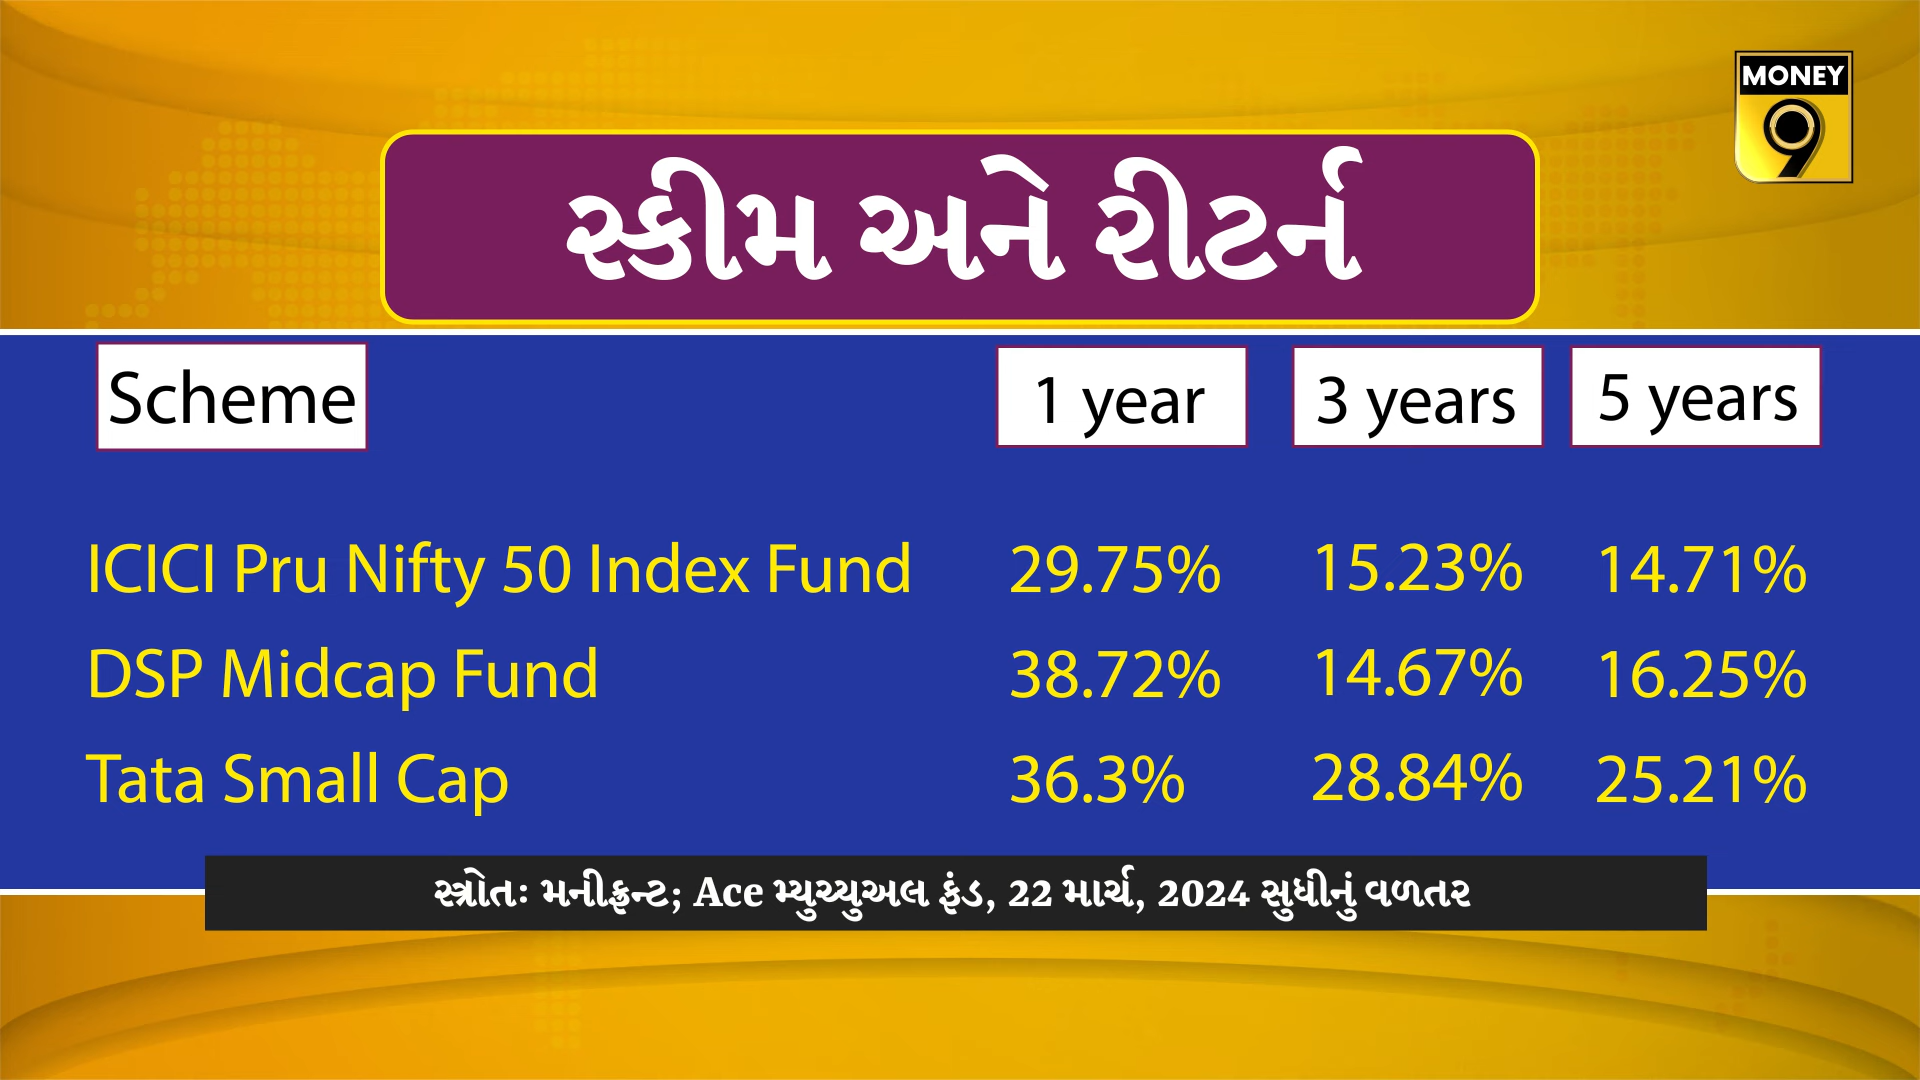 MONEY
9
સ્કીમ અને રીટર્ન
Scheme 1 year 3 years 5 years
ICICI Pru Nifty 50 Index Fund 29.75% 15.23% 14.71%
DSP Midcap Fund 38.72% 14.67% 16.25%
Tata Small Cap 36.3% 28.84% 25.21%
સ્ત્રોતઃ મનીફ્રન્ટ; Ace મ્યુચ્યુઅલ ફંડ, 22 માર્ચ, 2024 સુધીનું વળતર